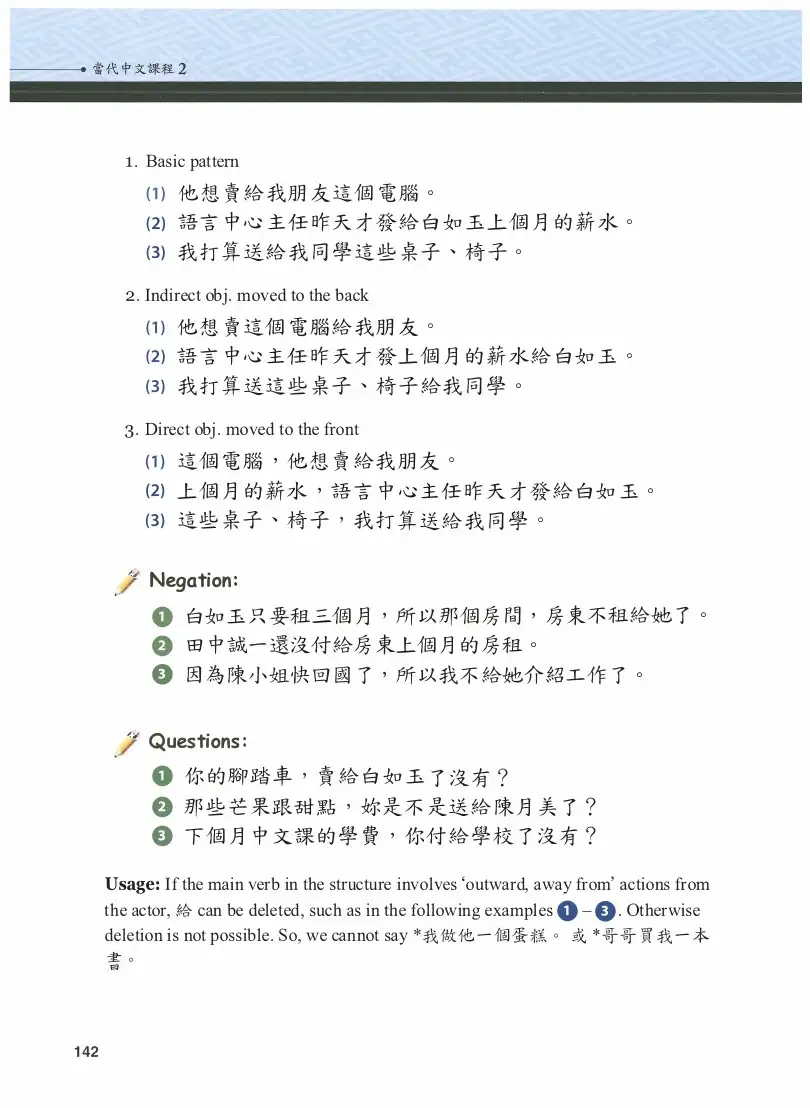 當代中文課程 2
1. Basic pattern
(1) 他想賣給我朋友這個電腦。
(2) 語言中心主任昨天才發給白如玉上個月的薪水。
(3) 我打算送給我同學這些桌子、椅子。
2. Indirect obj. moved to the back
(1) 他想賣這個電腦給我朋友。
(2) 語言中心主任昨天才發上個月的薪水給白如玉。
(3) 我打算送這些桌子、椅子給我同學。
3. Direct obj. moved to the front
(1) 這個電腦，他想賣給我朋友。
(2) 上個月的薪水，語言中心主任昨天才發給白如玉。
(3) 這些桌子、椅子，我打算送給我同學。
Negation:
1 白如玉只要租三個月，所以那個房間，房東不租給她了。
2 田中誠一還沒付給房東上個月的房租。
3 因為陳小姐快回國了，所以我不給她介紹工作了。
Questions:
1 你的腳踏車，賣給白如玉了沒有？
2 那些芒果跟甜點，妳是不是送給陳月美了？
3 下個月中文課的學費，你付給學校了沒有？
Usage: If the main verb in the structure involves ‘outward, away from’ actions from
the actor, 給 can be deleted, such as in the following examples 1 – 3. Otherwise
deletion is not possible. So, we cannot say *我做他一個蛋糕。 或 *哥哥買我一本
書。
142